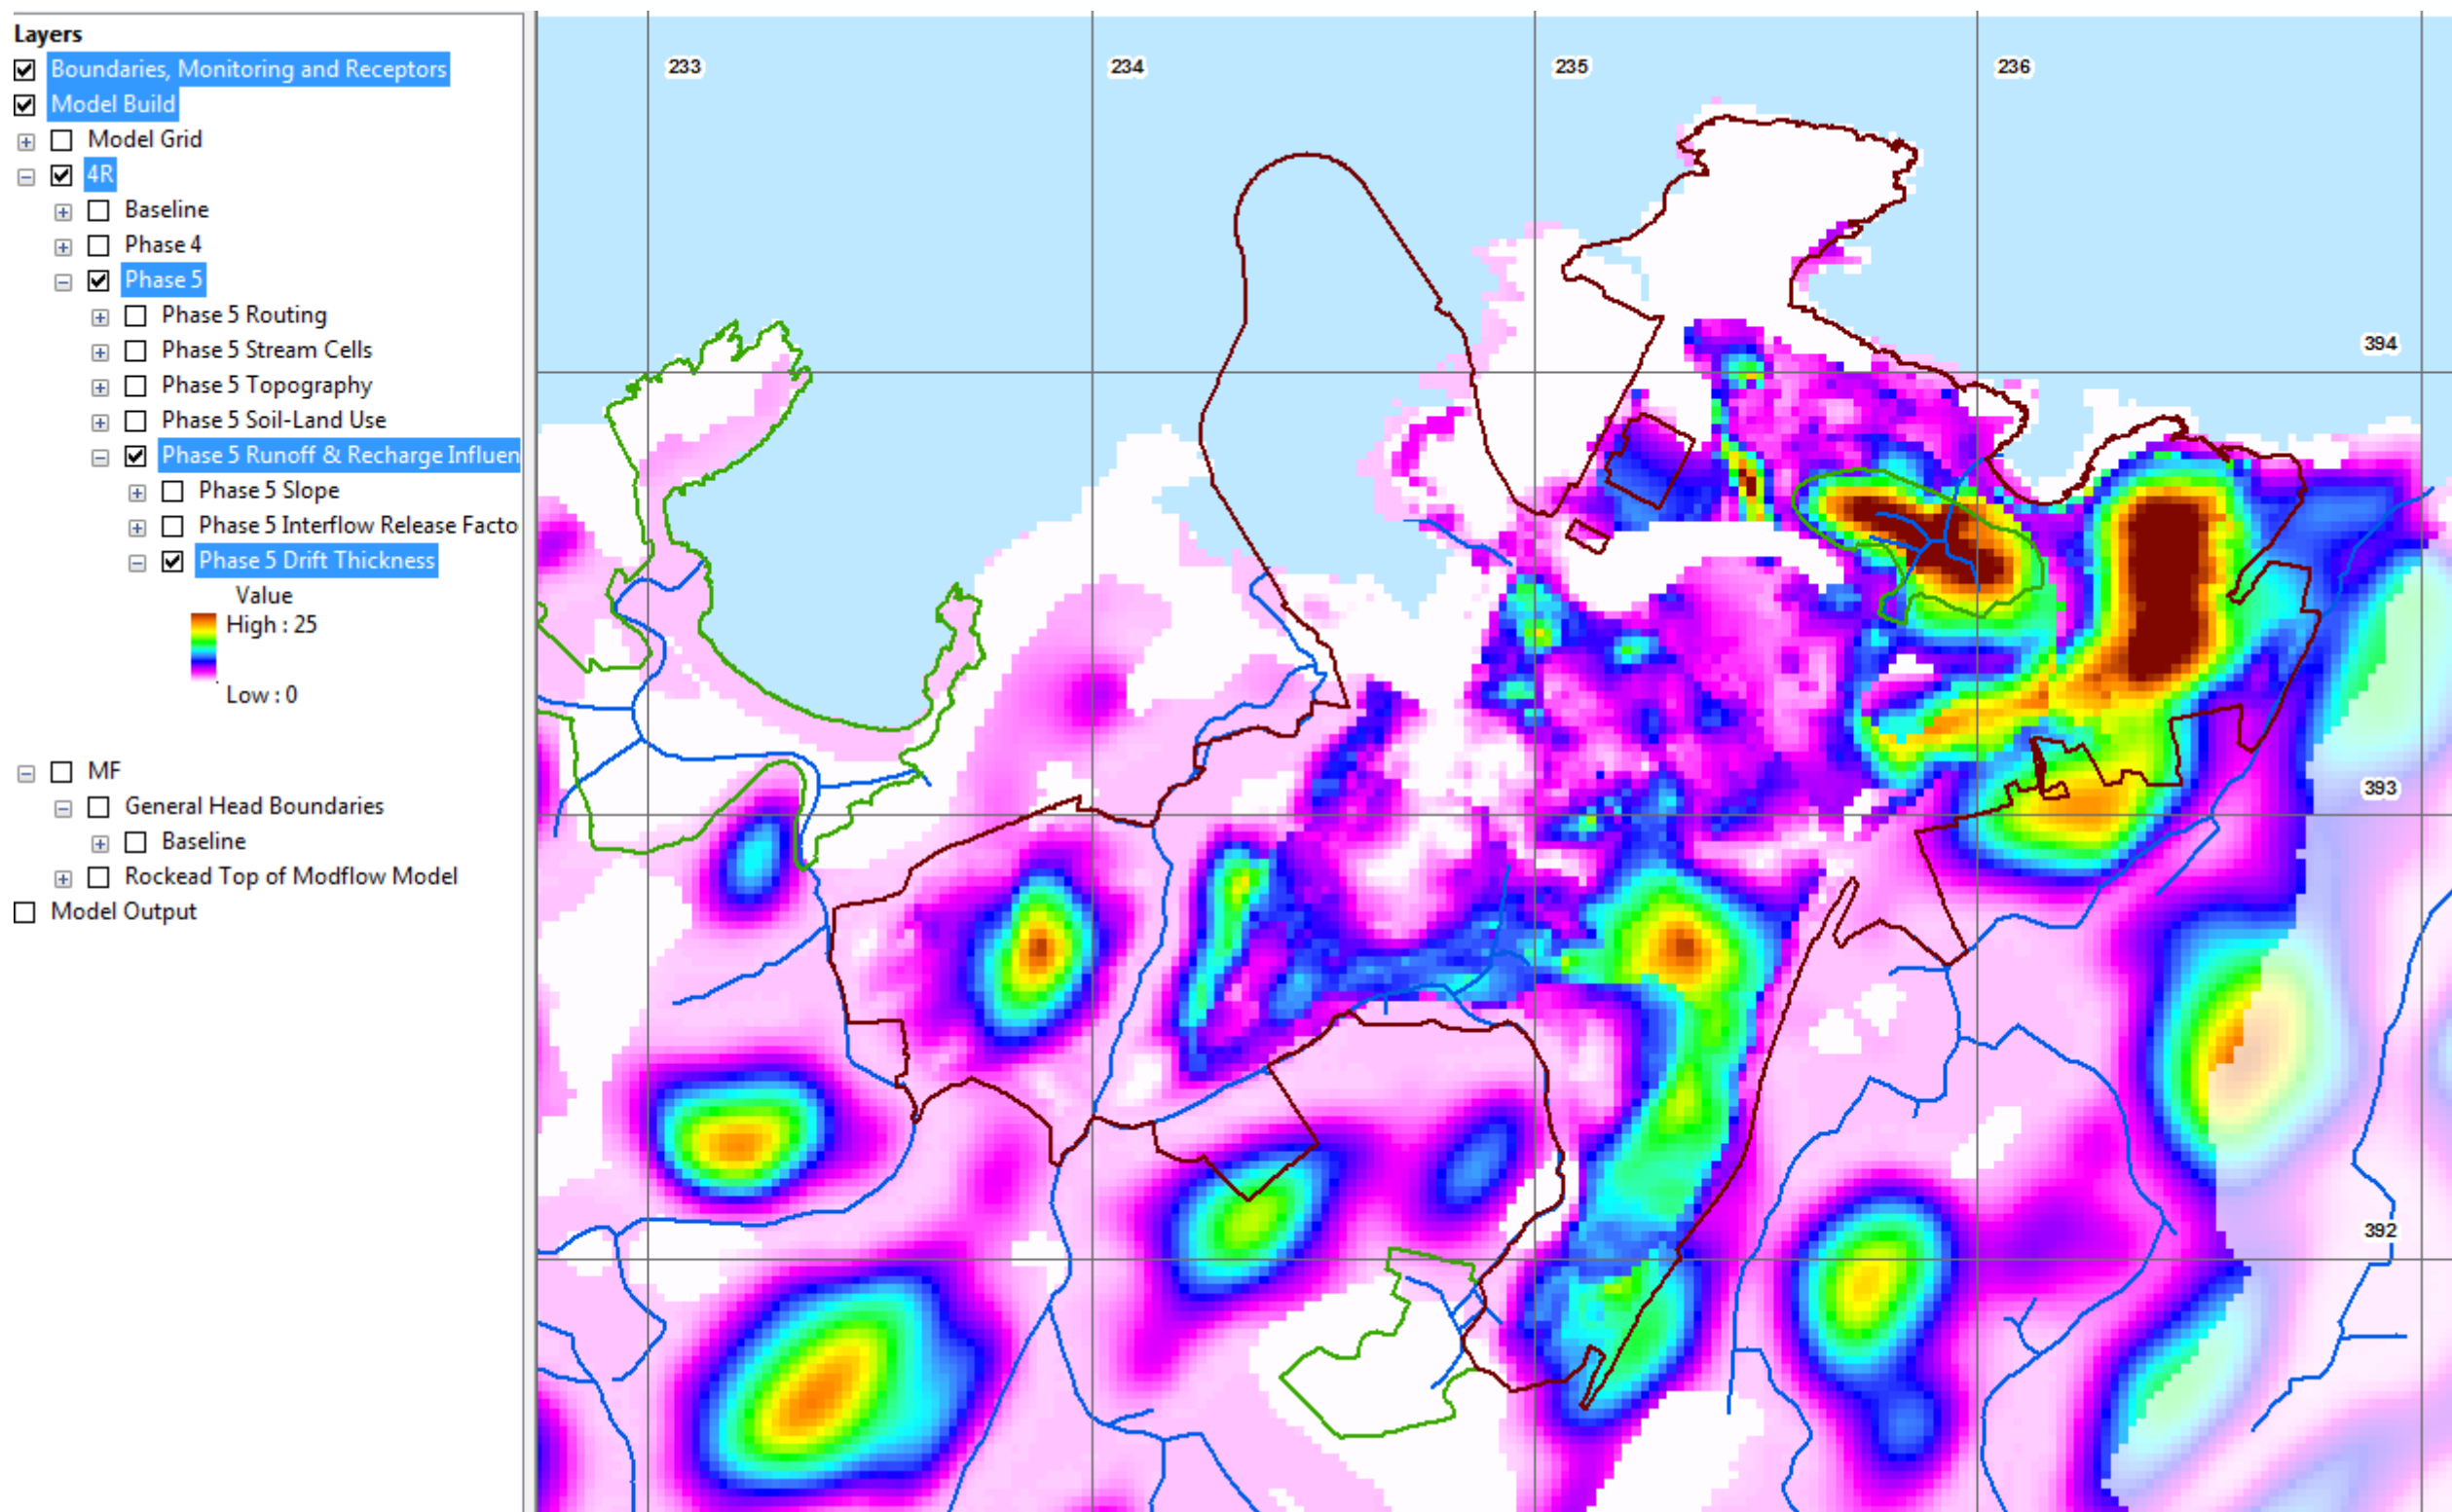 Layers
Boundaries, Monitoring and Receptors
Model Build
Model Grid
4R
Baseline
Phase 4
Phase 5
Phase 5 Routing
Phase 5 Stream Cells
Phase 5 Topography
Phase 5 Soil-Land Use
Phase 5 Runoff & Recharge Influen
Phase 5 Slope
Phase 5 Interflow Release Facto
Phase 5 Drift Thickness
Value
High : 25
Low : 0
MF
General Head Boundaries
Baseline
Rockead Top of Modflow Model
Model Output
233 234 235 236
394
393
392